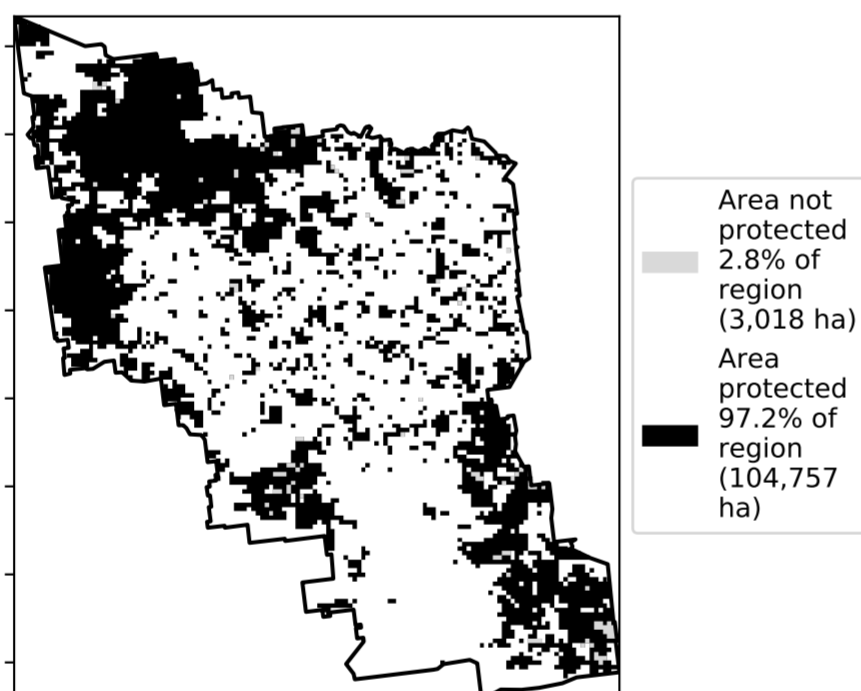 Area not
protected
2.8% of
region
(3,018 ha)
Area
protected
97.2% of
region
(104,757
ha)